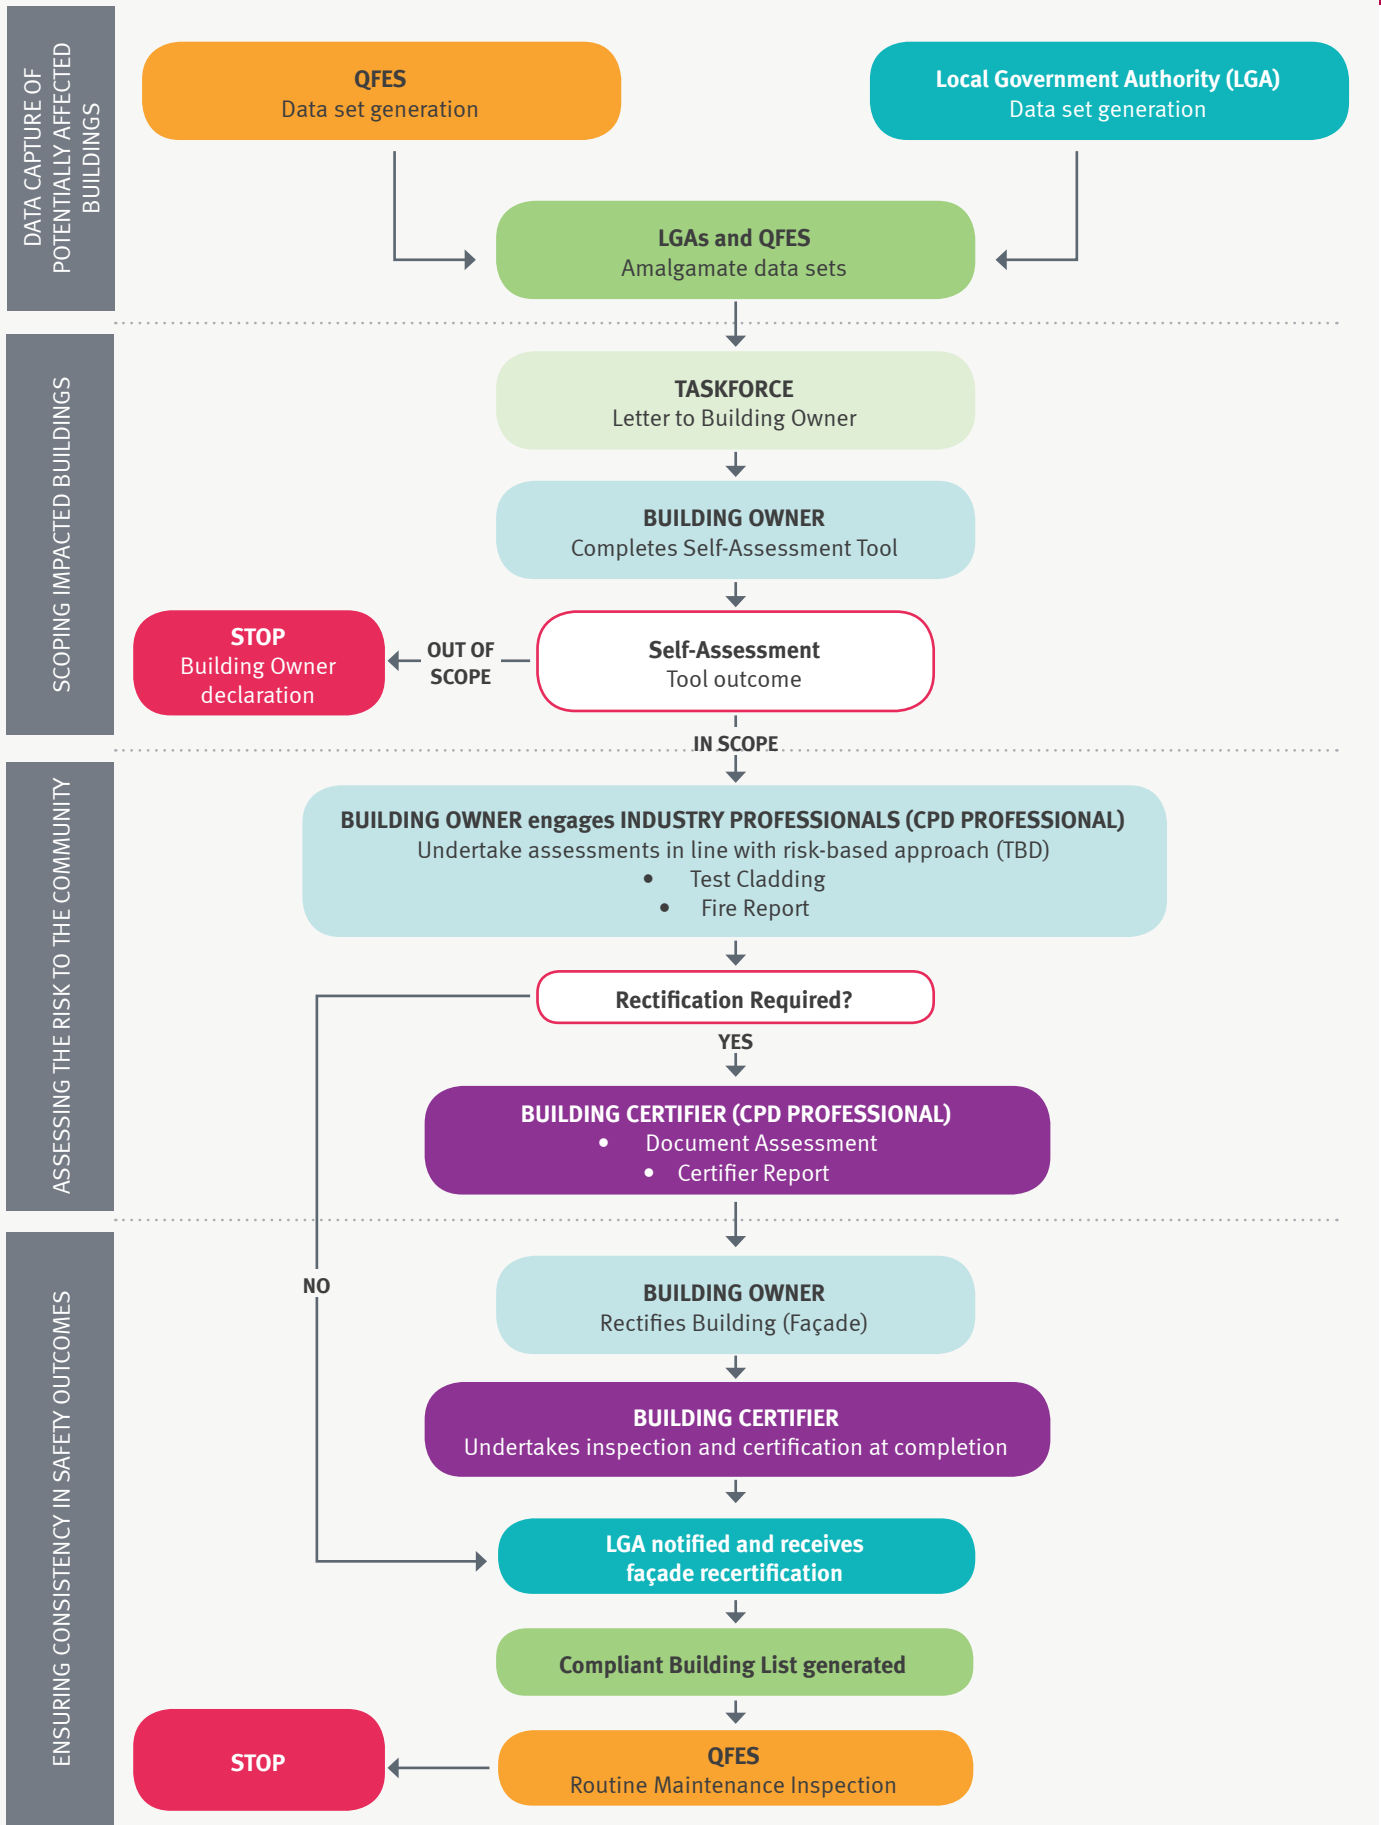 DATA CAPTURE OF
POTENTIALLY AFFECTED
BUILDINGS
QFES
Data set generation
Local Government Authority (LGA)
Data set generation
LGAs and QFES
Amalgamate data sets
SCOPING IMPACTED BUILDINGS
TASKFORCE
Letter to Building Owner
BUILDING OWNER
Completes Self-Assessment Tool
STOP
Building Owner
declaration
OUT OF
SCOPE
Self-Assessment
Tool outcome
IN SCOPE
ASSESSING THE RISK TO THE COMMUNITY
BUILDING OWNER engages INDUSTRY PROFESSIONALS (CPD PROFESSIONAL)
Undertake assessments in line with risk-based approach (TBD)
• Test Cladding
• Fire Report
Rectification Required?
YES
BUILDING CERTIFIER (CPD PROFESSIONAL)
• Document Assessment
• Certifier Report
ENSURING CONSISTENCY IN SAFETY OUTCOMES
NO
BUILDING OWNER
Rectifies Building (Façade)
BUILDING CERTIFIER
Undertakes inspection and certification at completion
LGA notified and receives
façade recertification
Compliant Building List generated
STOP
QFES
Routine Maintenance Inspection